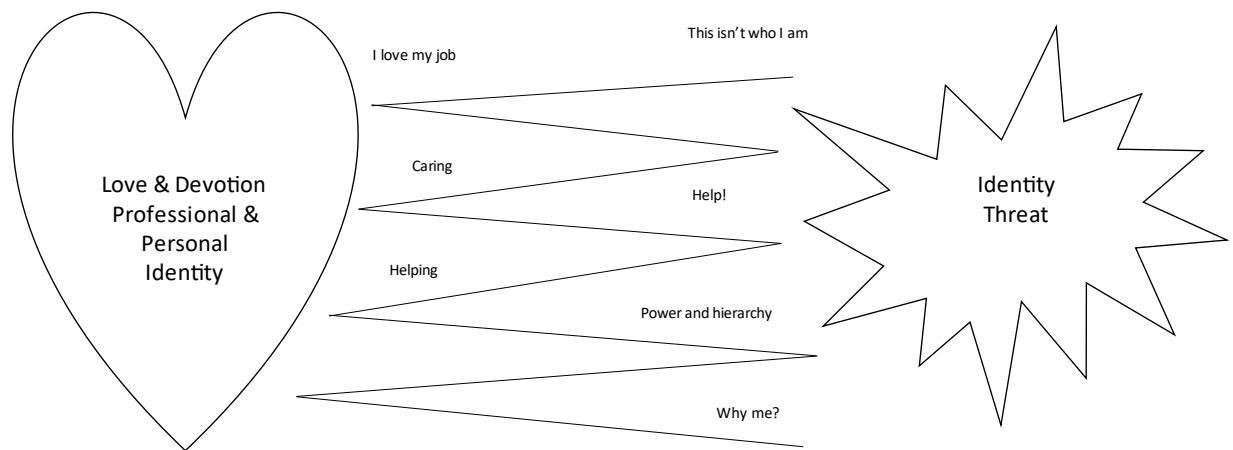 This isn’t who I am
I love my job
Caring
Love & Devotion
Professional &
Personal
Identity
Identity
Threat
Help!
Helping
Power and hierarchy
Why me?